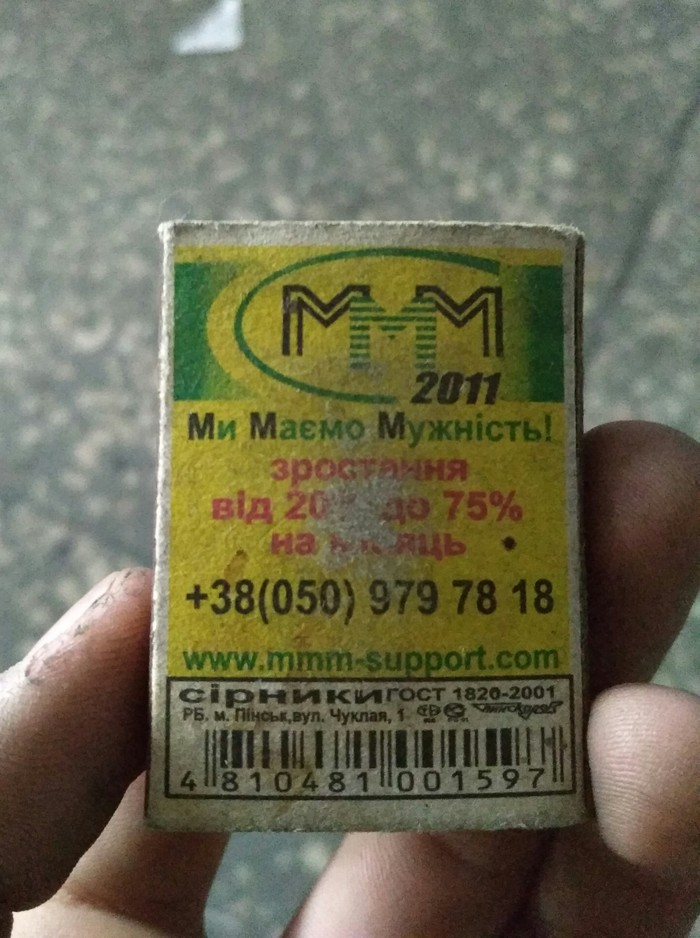 МММ
2011
Ми Маємо Мужність!
зростання
від 20% до 75%
на місяць
+38(050) 979 78 18
www.mmm-support.com
сірники ГОСТ 1820-2001
РБ. м. Пінськ,вул. Чуклая, 1
4 810481 001597